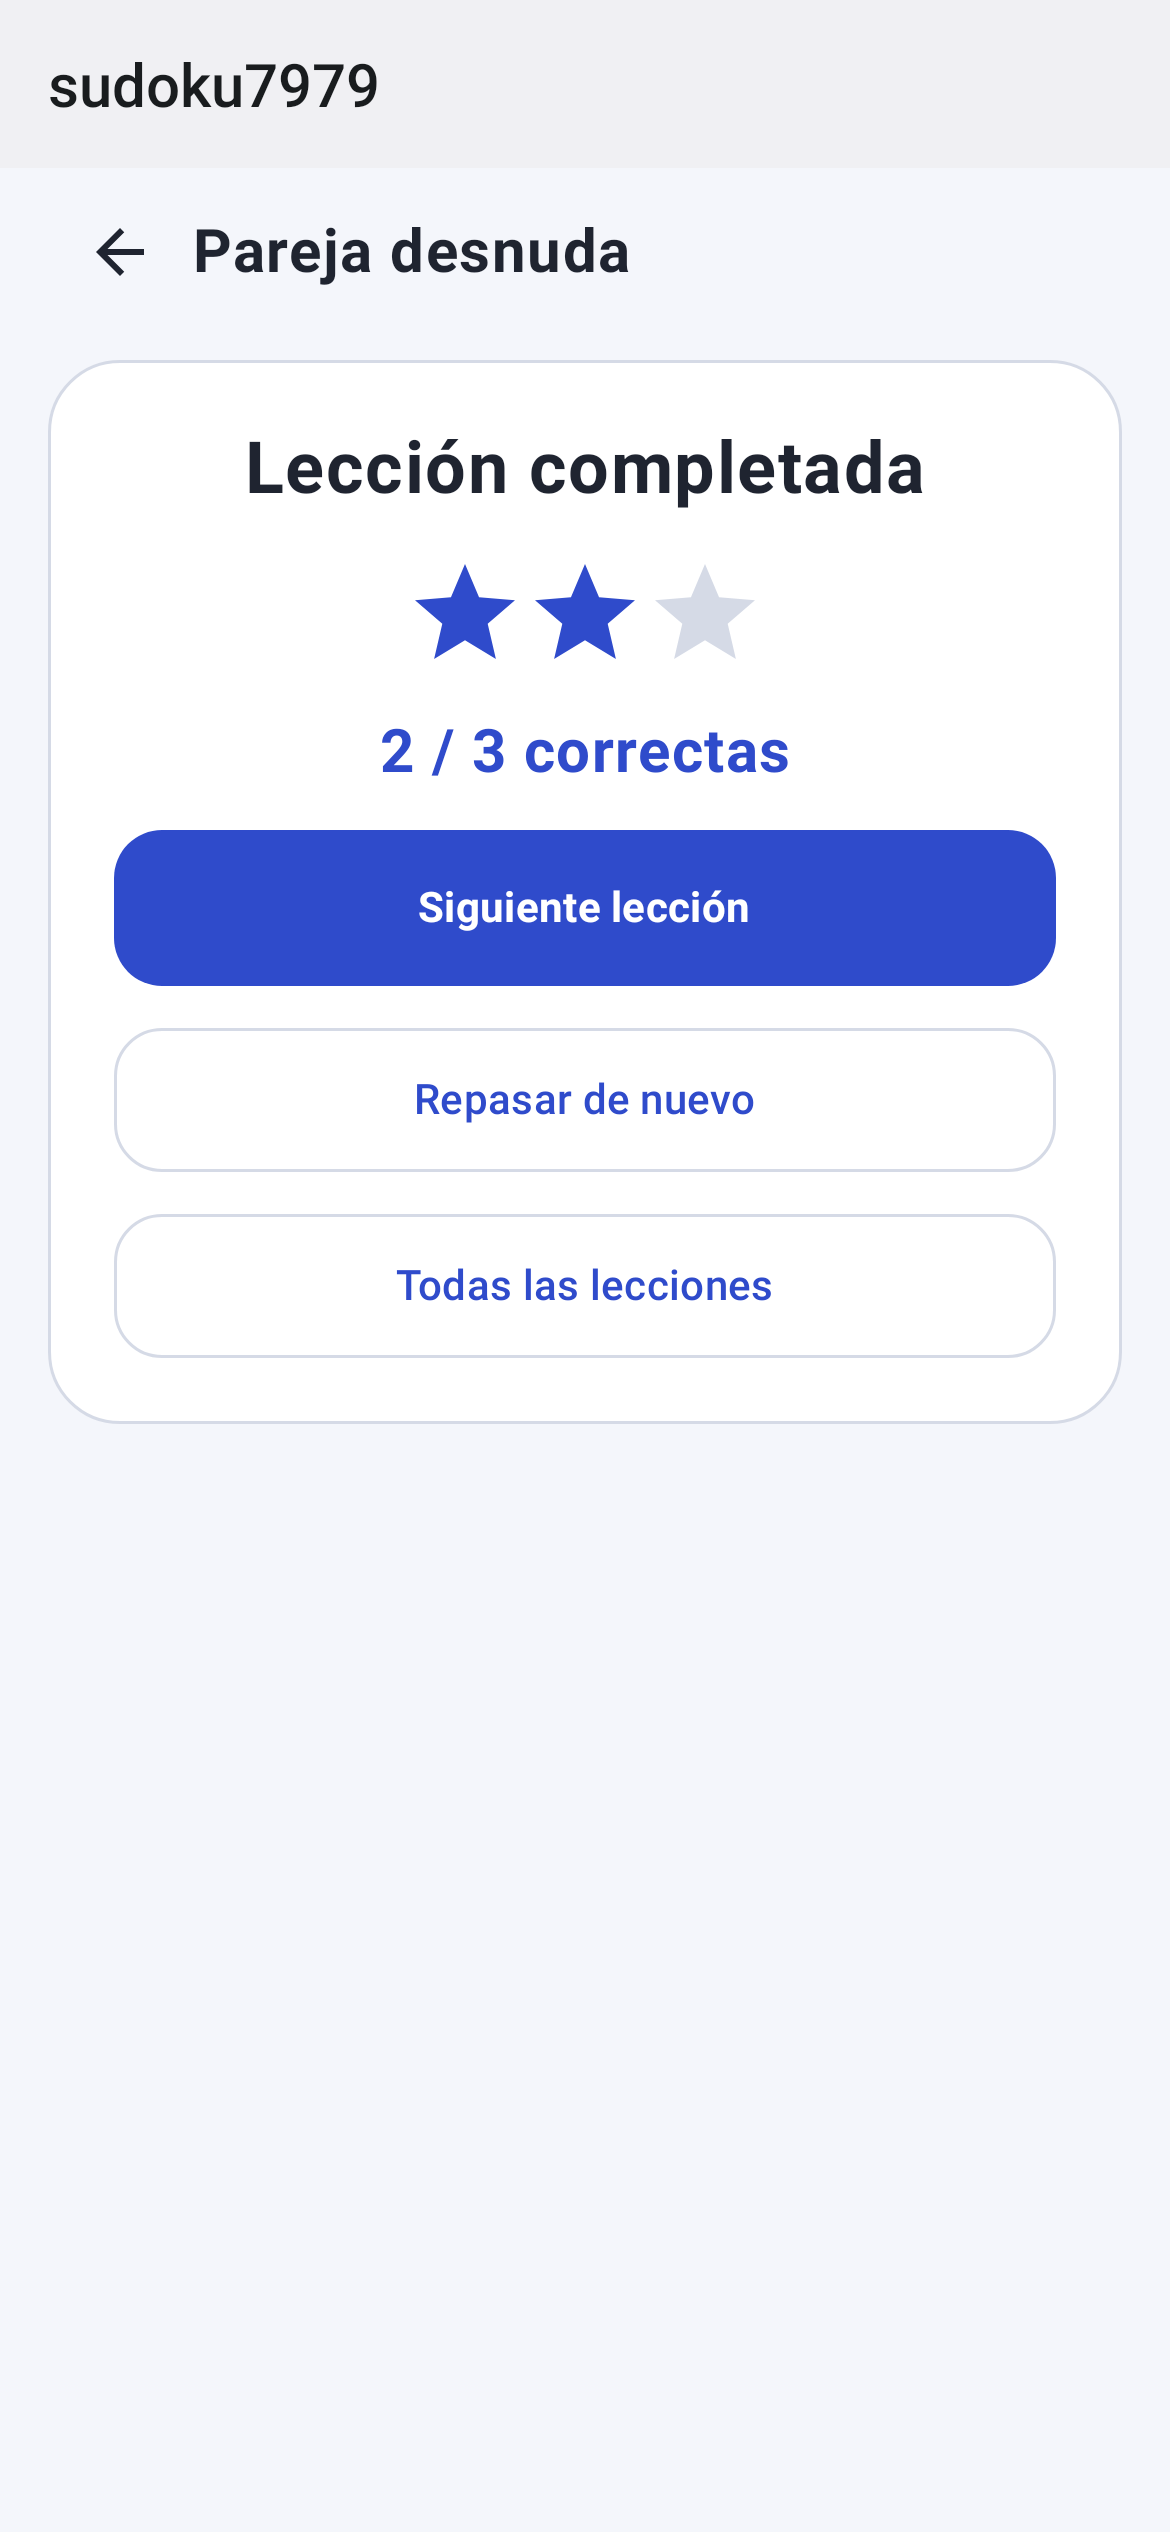 sudoku7979
Pareja desnuda
Lección completada
2 / 3 correctas
Siguiente lección
Repasar de nuevo
Todas las lecciones